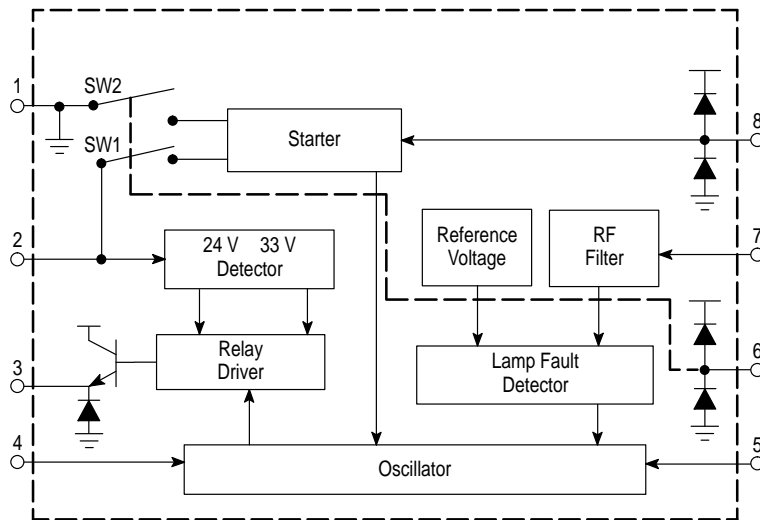 1
SW2
8
Starter
SW1
2
24 V 33 V
Detector
Reference
Voltage
RF
Filter
7
3
Relay
Driver
Lamp Fault
Detector
6
4
Oscillator
5